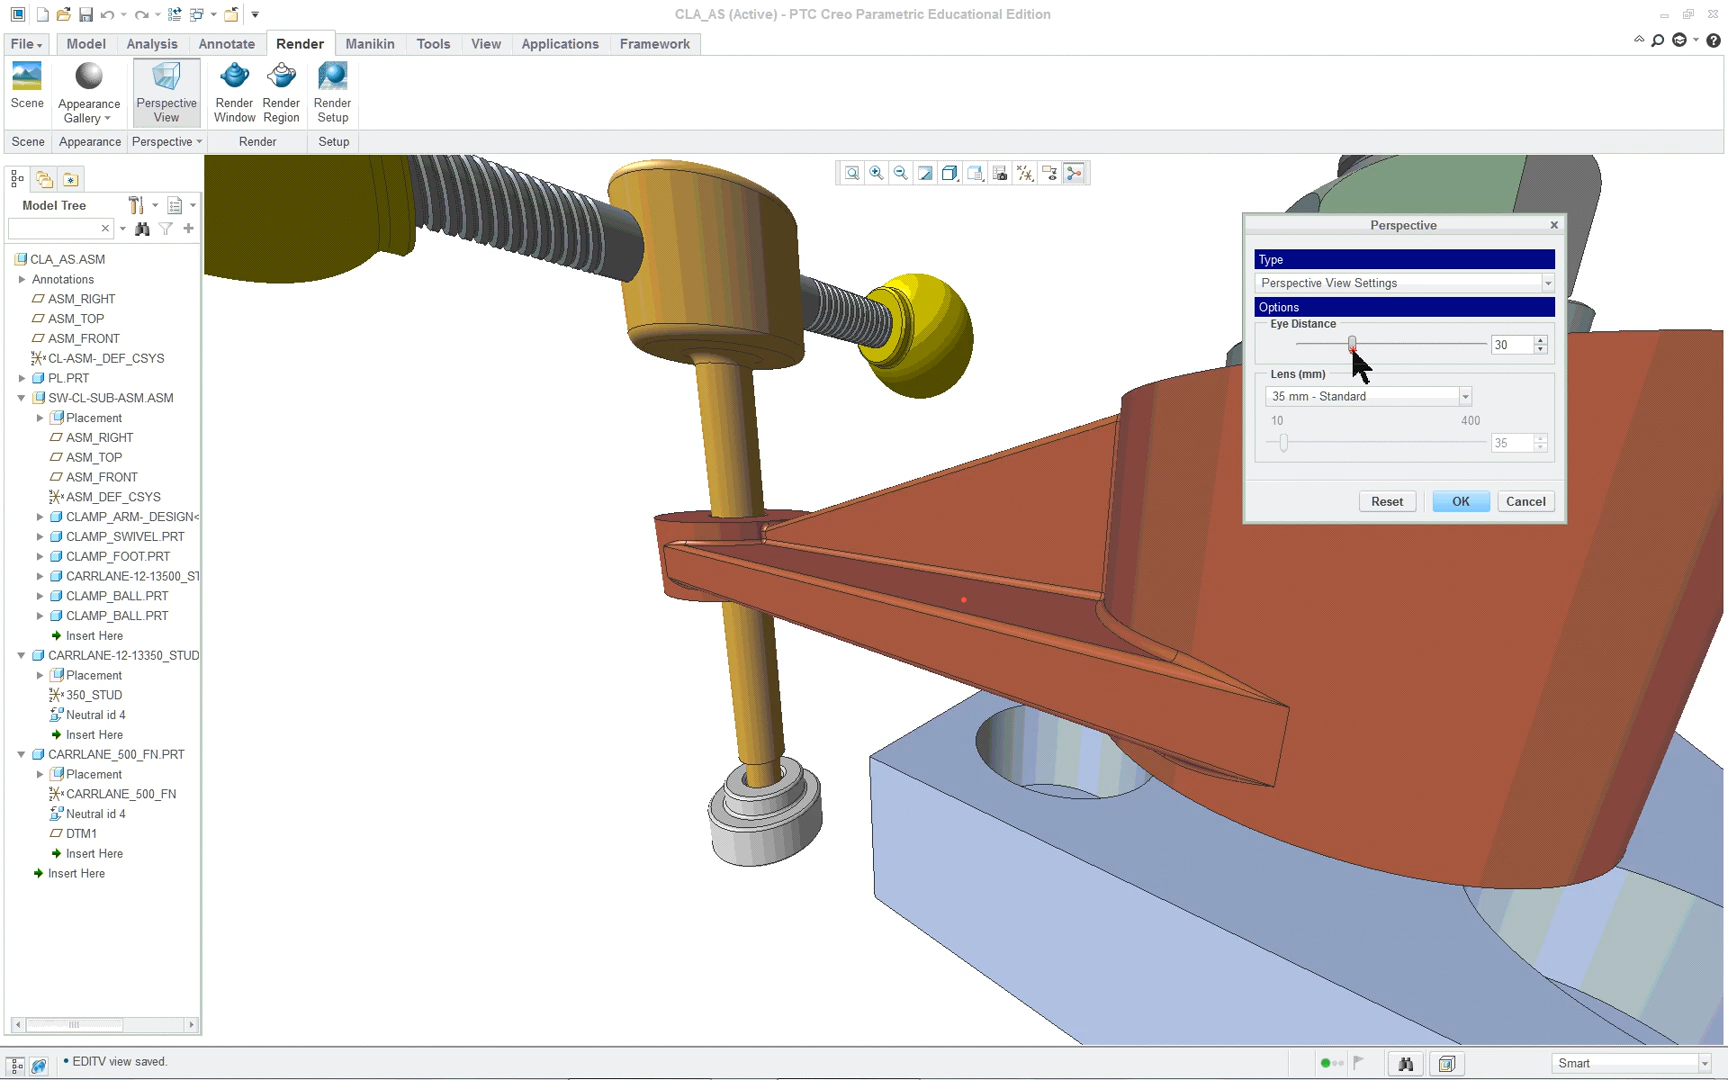 CLA_AS (Active) - PTC Creo Parametric Educational Edition
File
Model
Analysis
Annotate
Render
Manikin
Tools
View
Applications
Framework
Scene
Appearance Gallery
Perspective View
Render Window
Render Region
Render Setup
Scene
Appearance
Perspective
Render
Setup
Model Tree
CLA_AS.ASM
Annotations
ASM_RIGHT
ASM_TOP
ASM_FRONT
CL-ASM-_DEF_CSYS
PL.PRT
SW-CL-SUB-ASM.ASM
Placement
ASM_RIGHT
ASM_TOP
ASM_FRONT
ASM_DEF_CSYS
CLAMP_ARM-_DESIGN<
CLAMP_SWIVEL.PRT
CLAMP_FOOT.PRT
CARRLANE-12-13500_ST
CLAMP_BALL.PRT
CLAMP_BALL.PRT
Insert Here
CARRLANE-12-13350_STUD
Placement
350_STUD
Neutral id 4
Insert Here
CARRLANE_500_FN.PRT
Placement
CARRLANE_500_FN
Neutral id 4
DTM1
Insert Here
Insert Here
Perspective
Type
Perspective View Settings
Options
Eye Distance
30
Lens (mm)
35 mm - Standard
10 400
35
Reset
OK
Cancel
• EDITV view saved.
Smart